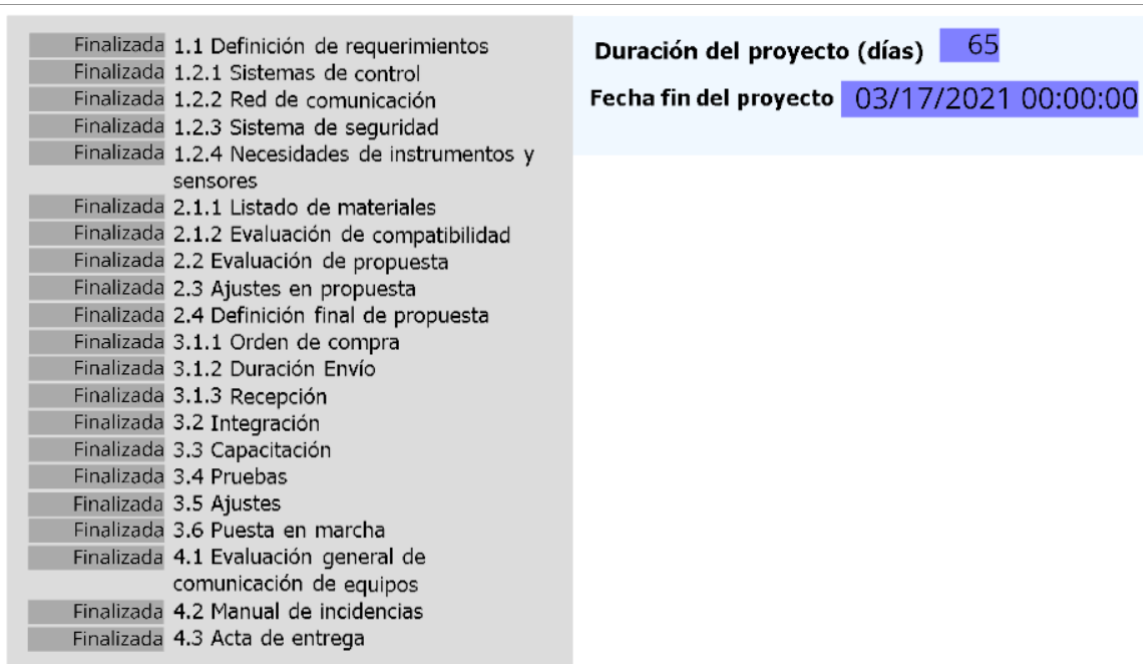 Finalizada 1.1 Definición de requerimientos
Finalizada 1.2.1 Sistemas de control
Finalizada 1.2.2 Red de comunicación
Finalizada 1.2.3 Sistema de seguridad
Finalizada 1.2.4 Necesidades de instrumentos y
sensores
Finalizada 2.1.1 Listado de materiales
Finalizada 2.1.2 Evaluación de compatibilidad
Finalizada 2.2 Evaluación de propuesta
Finalizada 2.3 Ajustes en propuesta
Finalizada 2.4 Definición final de propuesta
Finalizada 3.1.1 Orden de compra
Finalizada 3.1.2 Duración Envío
Finalizada 3.1.3 Recepción
Finalizada 3.2 Integración
Finalizada 3.3 Capacitación
Finalizada 3.4 Pruebas
Finalizada 3.5 Ajustes
Finalizada 3.6 Puesta en marcha
Finalizada 4.1 Evaluación general de
comunicación de equipos
Finalizada 4.2 Manual de incidencias
Finalizada 4.3 Acta de entrega
Duración del proyecto (días) 65
Fecha fin del proyecto 03/17/2021 00:00:00